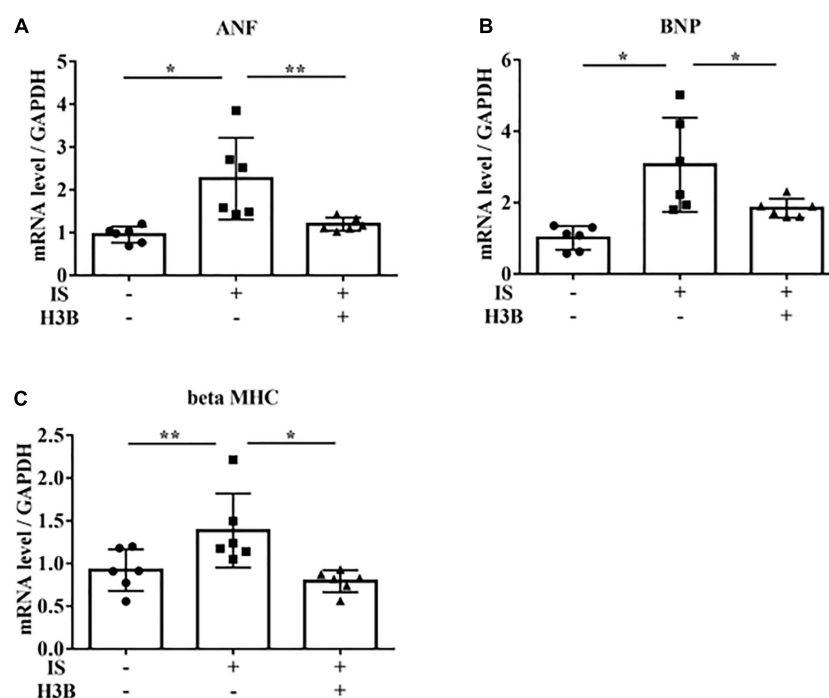 A
ANF
* **
mRNA level / GAPDH
5
4
3
2
1
0
IS - + +
H3B - - +
B
BNP
* *
mRNA level / GAPDH
6
4
2
0
IS - + +
H3B - - +
C
beta MHC
** *
mRNA level / GAPDH
2.5
2.0
1.5
1.0
0.5
0.0
IS - + +
H3B - - +